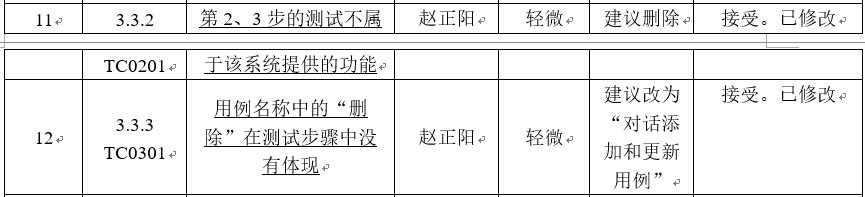 11 3.3.2 第 2、3 步的测试不属 赵正阳 轻微 建议删除 接受。已修改
TC0201 于该系统提供的功能
12 3.3.3 TC0301 用例名称中的“删除”在测试步骤中没有体现 赵正阳 轻微 建议改为“对话添加和更新用例” 接受。已修改